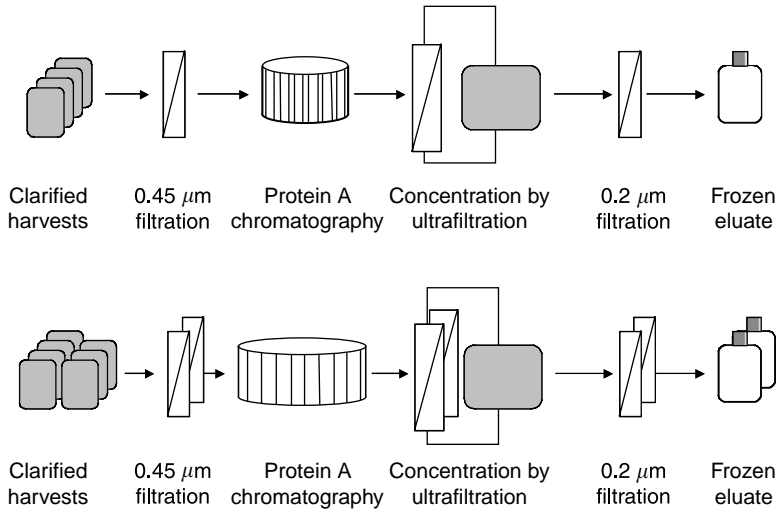 Clarified harvests
0.45 μm filtration
Protein A chromatography
Concentration by ultrafiltration
0.2 μm filtration
Frozen eluate
Clarified harvests
0.45 μm filtration
Protein A chromatography
Concentration by ultrafiltration
0.2 μm filtration
Frozen eluate